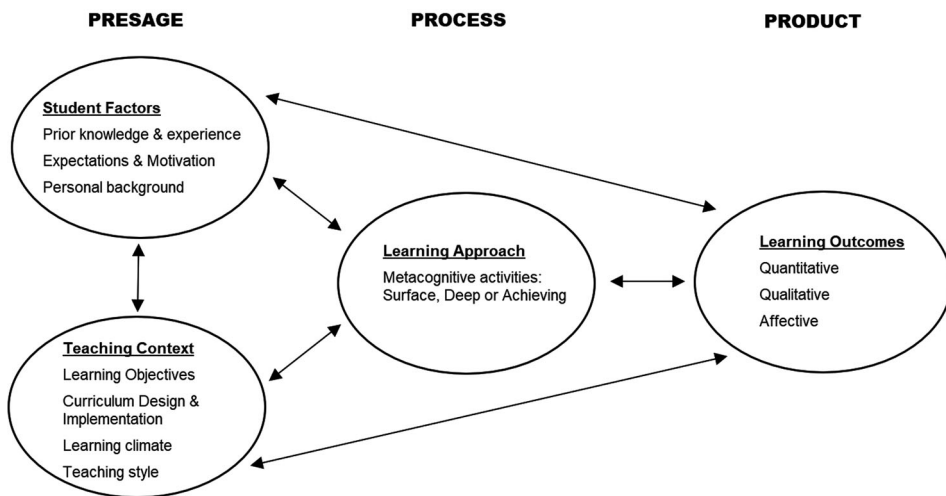 PRESAGE
PROCESS
PRODUCT
Student Factors
Prior knowledge & experience
Expectations & Motivation
Personal background
Learning Approach
Metacognitive activities:
Surface, Deep or Achieving
Learning Outcomes
Quantitative
Qualitative
Affective
Teaching Context
Learning Objectives
Curriculum Design &
Implementation
Learning climate
Teaching style